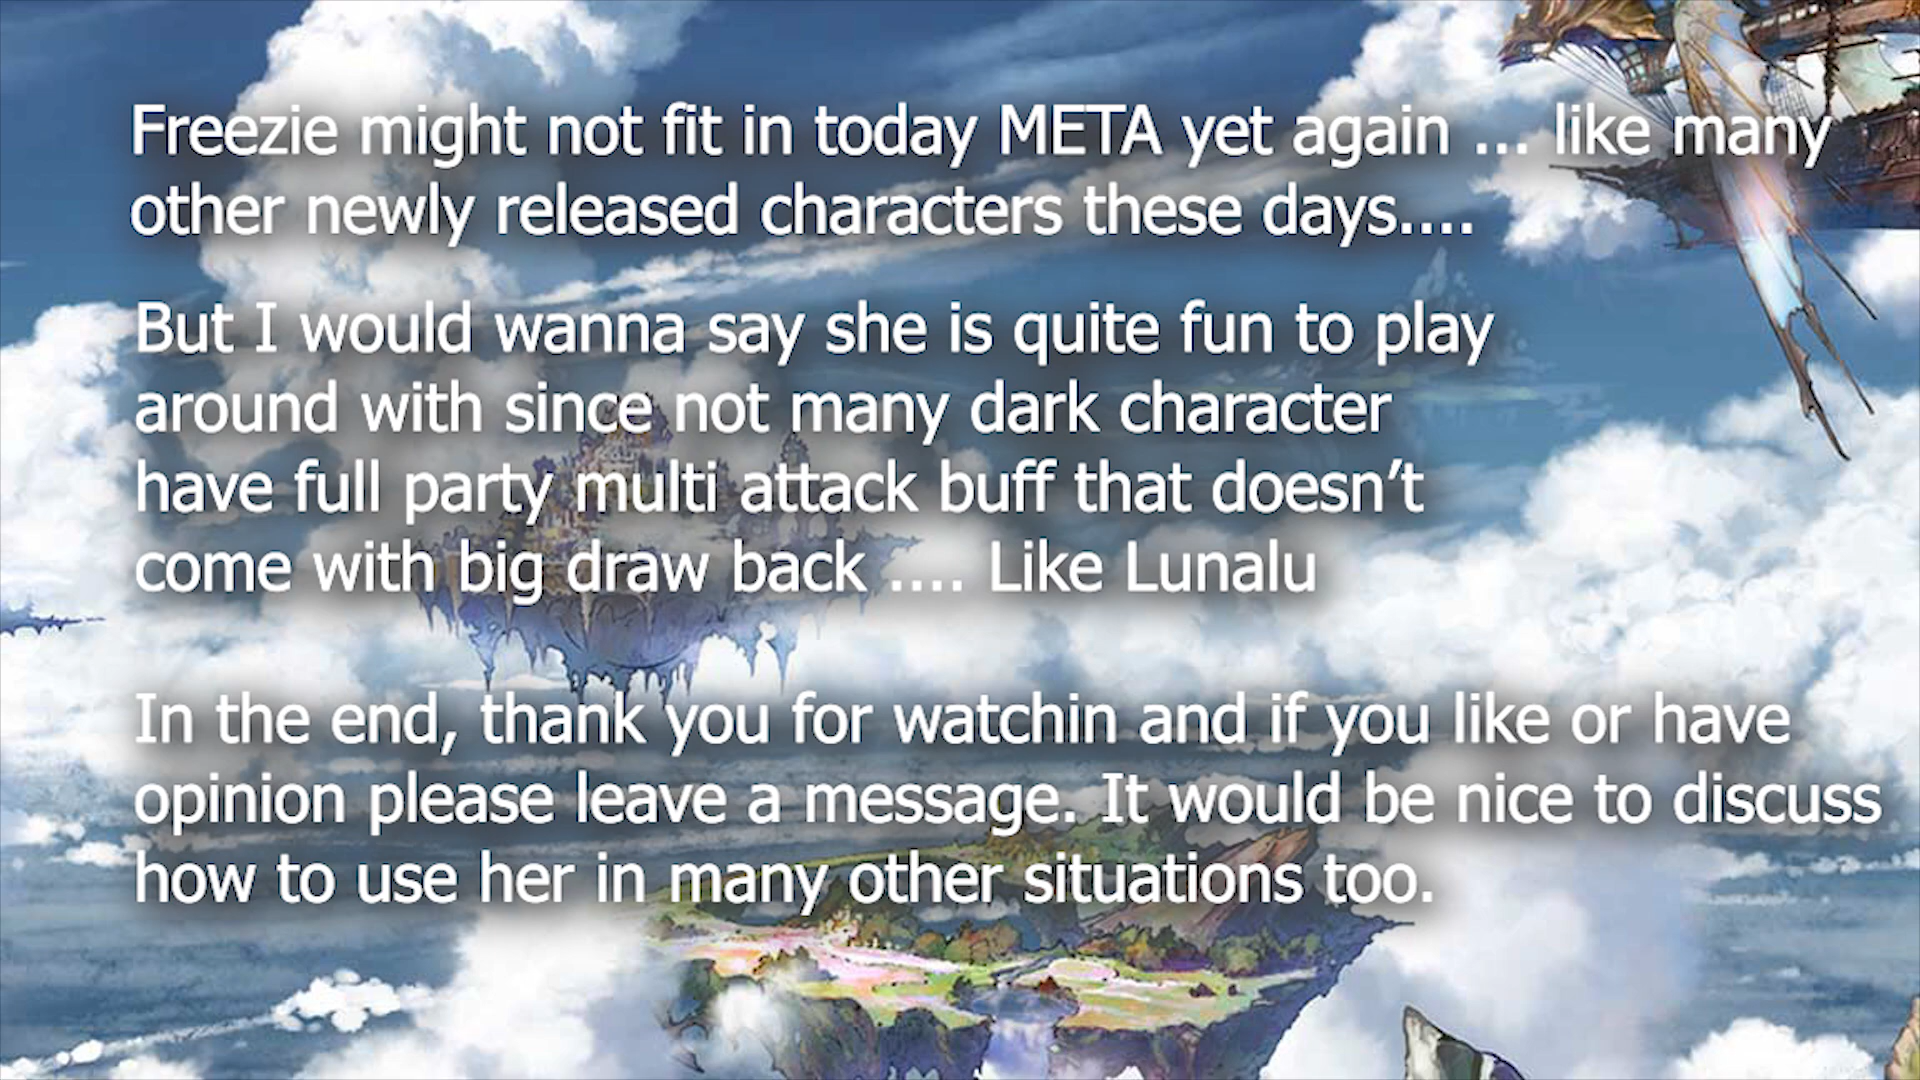 Freezie might not fit in today META yet again ... like many
other newly released characters these days....
But I would wanna say she is quite fun to play
around with since not many dark character
have full party multi attack buff that doesn’t
come with big draw back .... Like Lunalu
In the end, thank you for watchin and if you like or have
opinion please leave a message. It would be nice to discuss
how to use her in many other situations too.